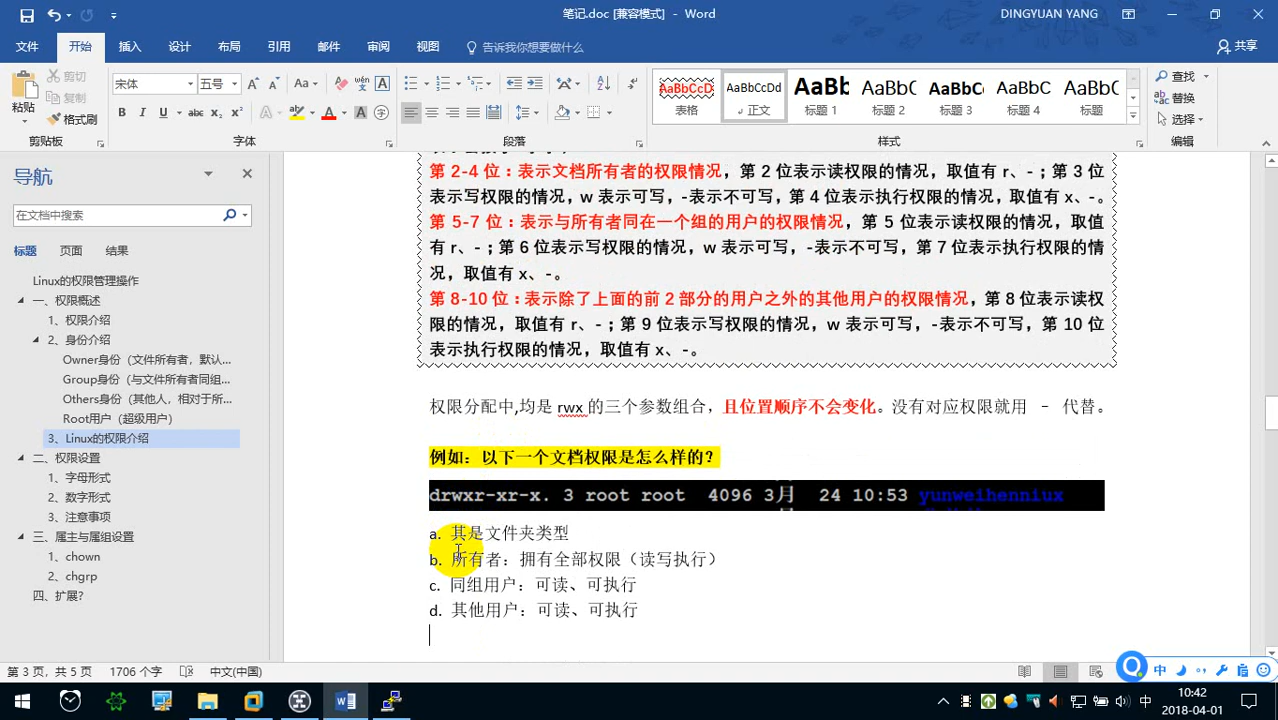 笔记.doc [兼容模式] - Word
DINGYUAN YANG
文件 开始 插入 设计 布局 引用 邮件 审阅 视图 告诉我你想要做什么 共享
粘贴
剪切
复制
格式刷
剪贴板
宋体 五号
字体
段落
AaBbCcD 表格
AaBbCcDd 正文
AaBb 标题 1
AaBbC 标题 2
AaBbC 标题 3
AaBbC 标题 4
AaBbC 标题 5
样式
查找
替换
选择
编辑
导航
在文档中搜索
标题 页面 结果
Linux的权限管理操作
一、权限概述
1、权限介绍
2、身份介绍
Owner身份（文件所有者，默认...
Group身份（与文件所有者同组...
Others身份（其他人，相对于所...
Root用户（超级用户）
3、Linux的权限介绍
二、权限设置
1、字母形式
2、数字形式
3、注意事项
三、属主与属组设置
1、chown
2、chgrp
四、扩展?
第 2-4 位：表示文档所有者的权限情况，第 2 位表示读权限的情况，取值有 r、-；第 3 位
表示写权限的情况，w 表示可写，-表示不可写，第 4 位表示执行权限的情况，取值有 x、-。
第 5-7 位：表示与所有者同在一个组的用户的权限情况，第 5 位表示读权限的情况，取值
有 r、-；第 6 位表示写权限的情况，w 表示可写，-表示不可写，第 7 位表示执行权限的情
况，取值有 x、-。
第 8-10 位：表示除了上面的前 2 部分的用户之外的其他用户的权限情况，第 8 位表示读权
限的情况，取值有 r、-；第 9 位表示写权限的情况，w 表示可写，-表示不可写，第 10 位
表示执行权限的情况，取值有 x、-。
权限分配中,均是 rwx 的三个参数组合，且位置顺序不会变化。没有对应权限就用 - 代替。
例如：以下一个文档权限是怎么样的？
drwxr-xr-x. 3 root root 4096 3月 24 10:53 yunweihenniux
a. 其是文件夹类型
b. 所有者：拥有全部权限（读写执行）
c. 同组用户：可读、可执行
d. 其他用户：可读、可执行
第 3 页，共 5 页 1706 个字 中文(中国)
中
中 10:42
2018-04-01